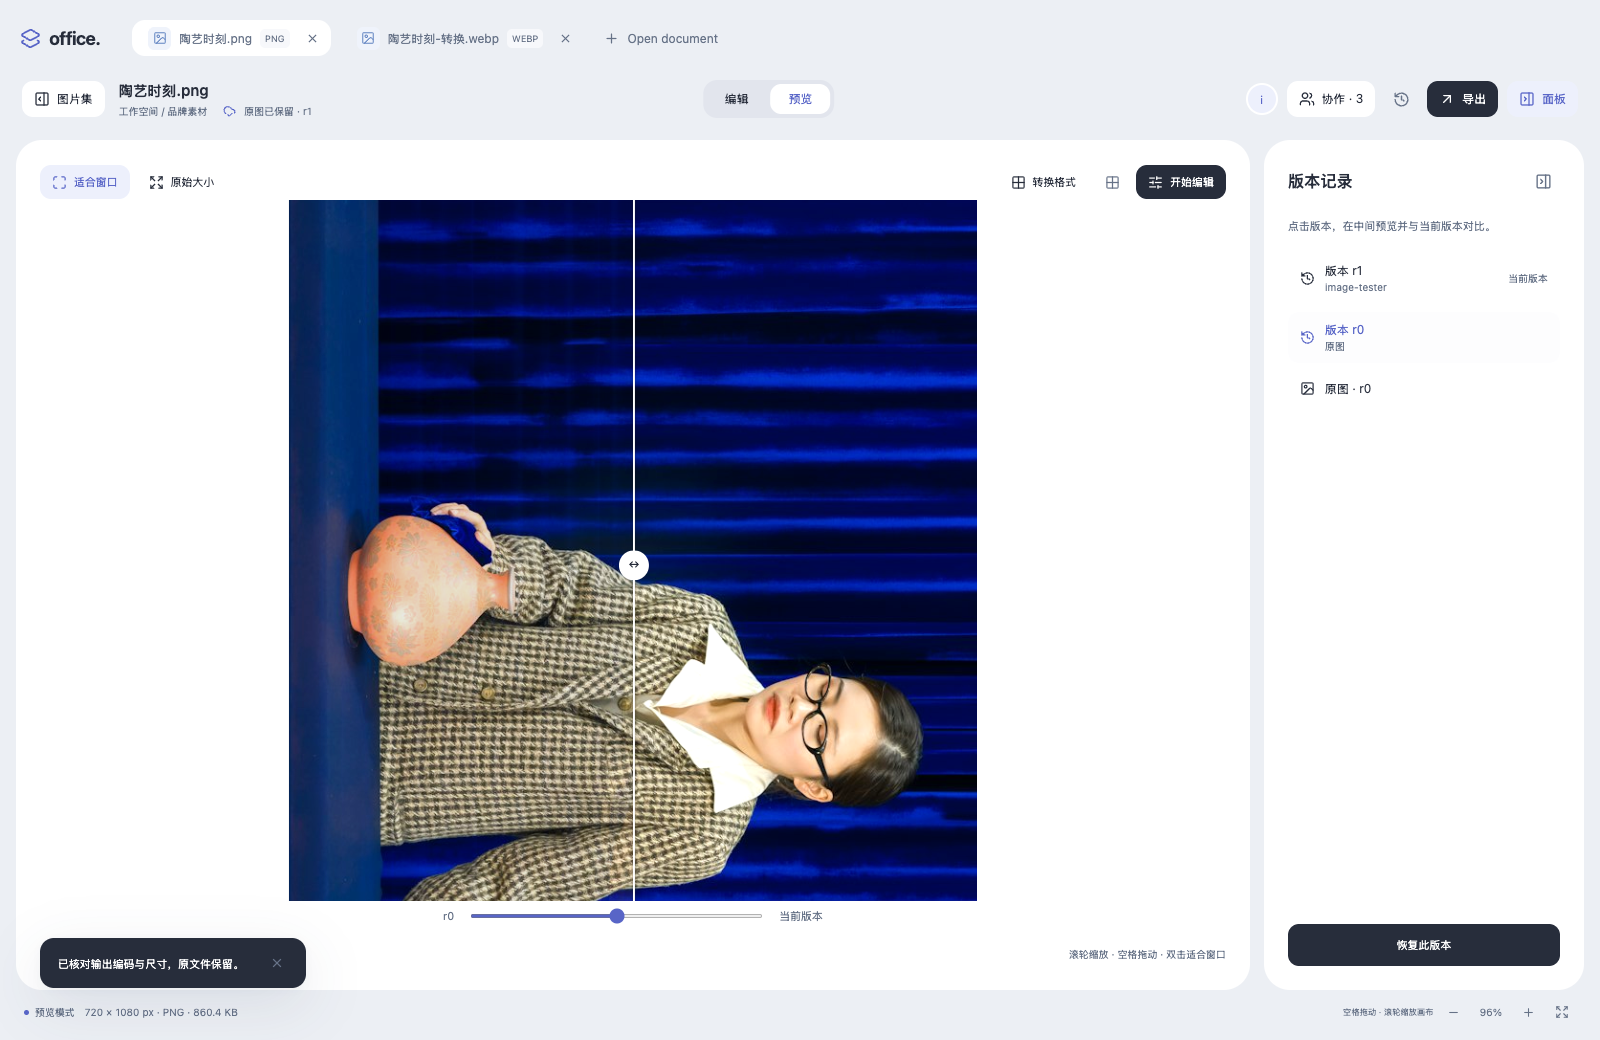 office.
陶艺时刻.png PNG
陶艺时刻-转换.webp WEBP
Open document
图片集
陶艺时刻.png
工作空间 / 品牌素材 原图已保留 · r1
编辑 预览
i
协作 · 3
导出
面板
适合窗口 原始大小
转换格式
开始编辑
r0 当前版本
滚轮缩放 · 空格拖动 · 双击适合窗口
已核对输出编码与尺寸，原文件保留。
版本记录
点击版本，在中间预览并与当前版本对比。
版本 r1
image-tester
当前版本
版本 r0
原图
原图 · r0
恢复此版本
预览模式 720 × 1080 px · PNG · 860.4 KB
空格拖动 · 滚轮缩放画布
96%